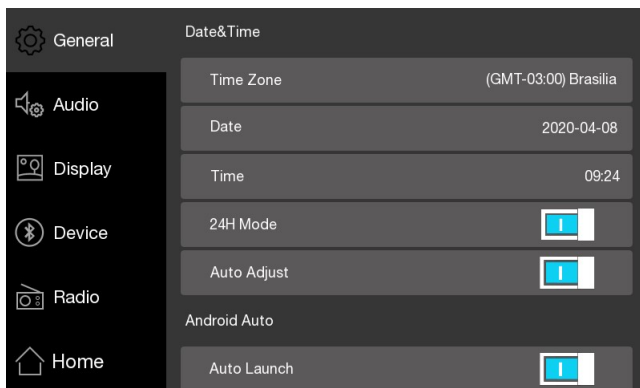 General
Audio
Display
Device
Radio
Home
Date&Time
Time Zone (GMT-03:00) Brasilia
Date 2020-04-08
Time 09:24
24H Mode
Auto Adjust
Android Auto
Auto Launch